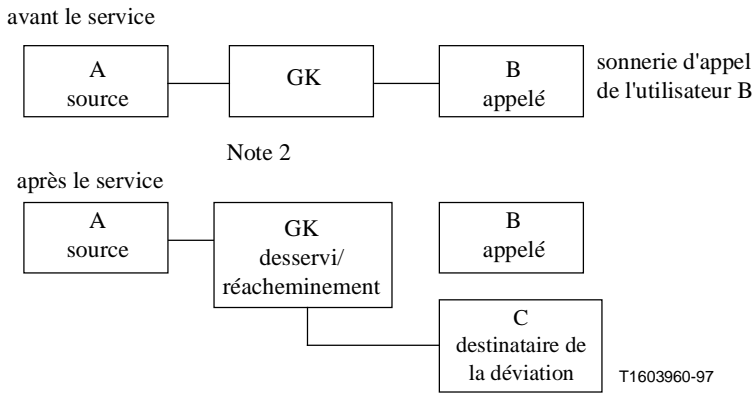 avant le service
A
source
GK
B
appelé
sonnerie d'appel
de l'utilisateur B
Note 2
après le service
A
source
GK
desservi/
réacheminement
B
appelé
C
destinataire de
la déviation
T1603960-97